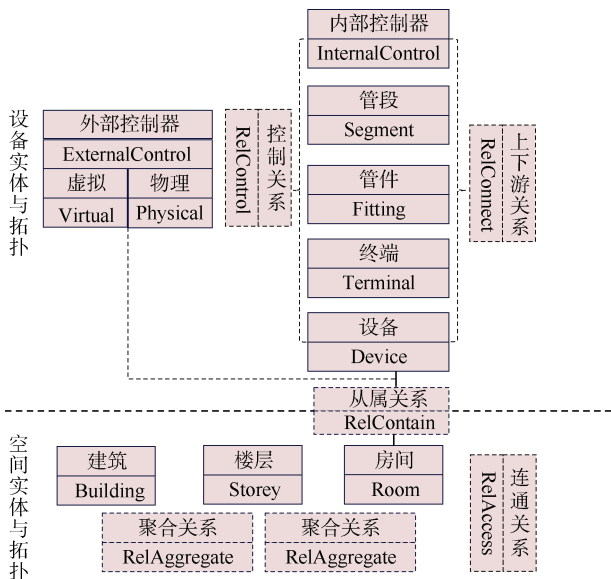 设备实体与拓扑
外部控制器
ExternalControl
虚拟
物理
Virtual
Physical
控制关系
RelControl
内部控制器
InternalControl
管段
Segment
管件
Fitting
终端
Terminal
设备
Device
上下游关系
RelConnect
从属关系
RelContain
空间实体与拓扑
建筑
Building
楼层
Storey
房间
Room
聚合关系
RelAggregate
聚合关系
RelAggregate
连通关系
RelAccess